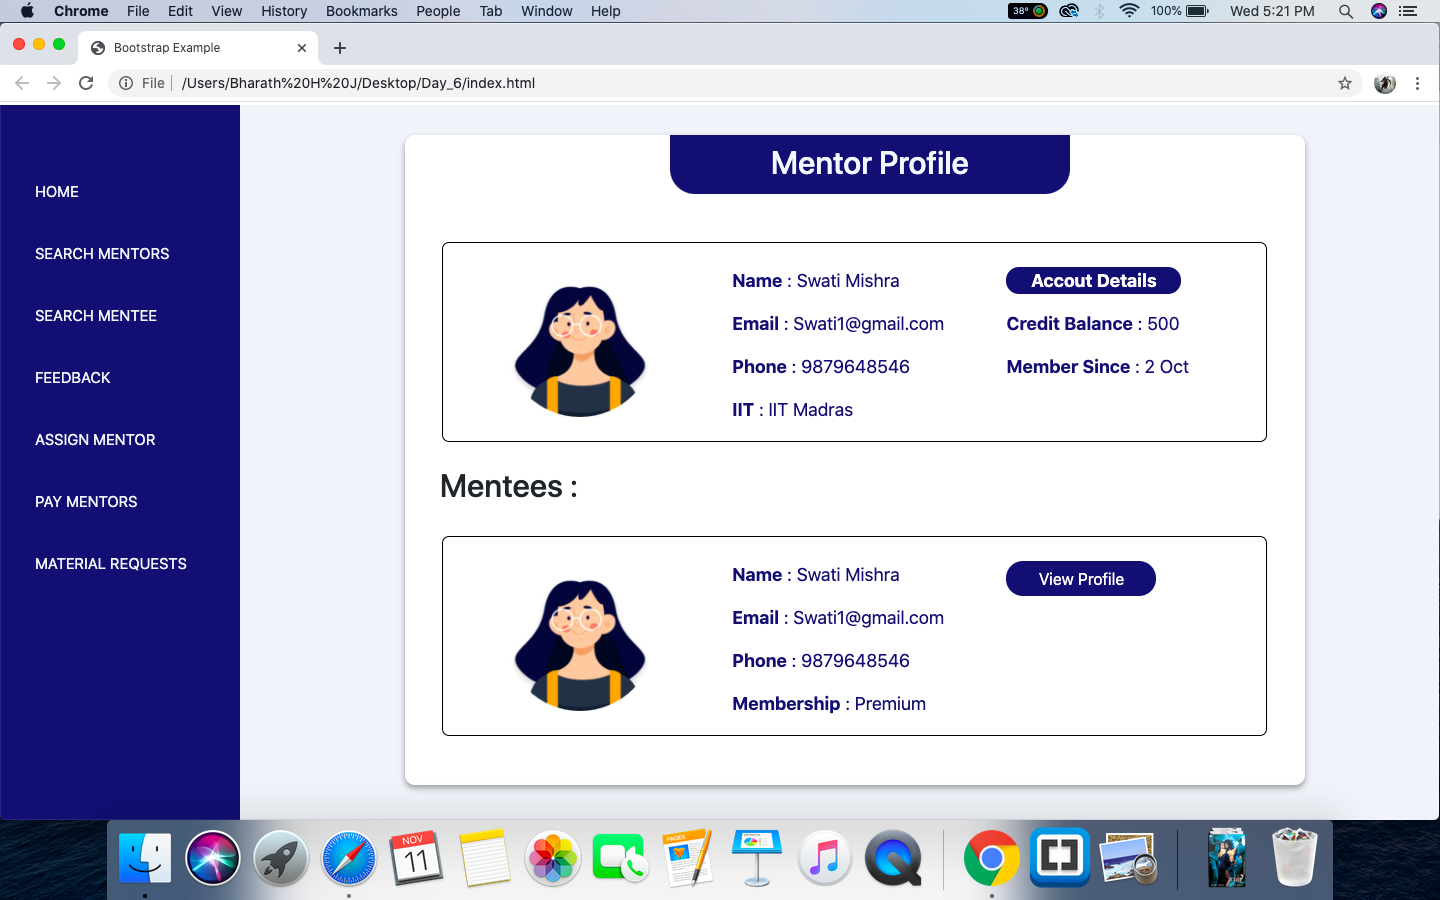 Chrome File Edit View History Bookmarks People Tab Window Help 38° 100% Wed 5:21 PM
Bootstrap Example
File /Users/Bharath%20H%20J/Desktop/Day_6/index.html
Mentor Profile
HOME
SEARCH MENTORS
SEARCH MENTEE
FEEDBACK
ASSIGN MENTOR
PAY MENTORS
MATERIAL REQUESTS
Name : Swati Mishra
Email : Swati1@gmail.com
Phone : 9879648546
IIT : IIT Madras
Accout Details
Credit Balance : 500
Member Since : 2 Oct
Mentees :
Name : Swati Mishra
Email : Swati1@gmail.com
Phone : 9879648546
Membership : Premium
View Profile
NOV
11
PAGES